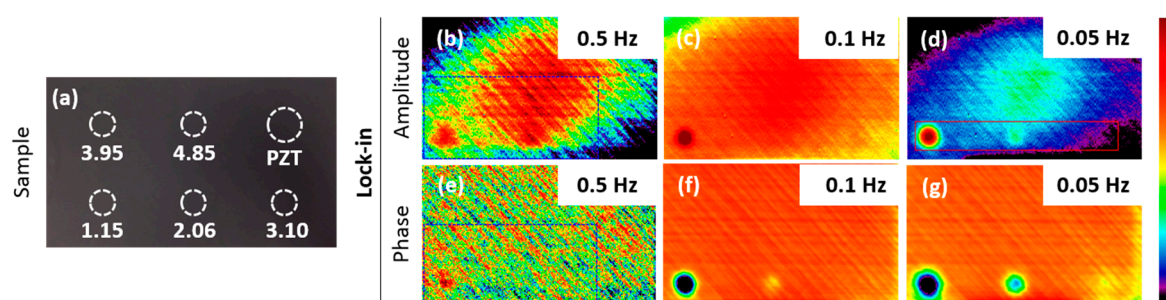 Sample
(a)
3.95 4.85 PZT
1.15 2.06 3.10
Lock-in
Amplitude
(b) 0.5 Hz
(c) 0.1 Hz
(d) 0.05 Hz
Phase
(e) 0.5 Hz
(f) 0.1 Hz
(g) 0.05 Hz